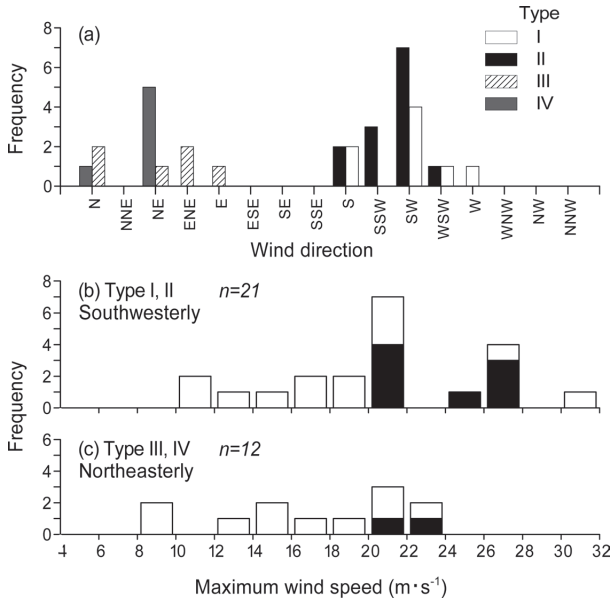 Type
(a)
I
II
III
IV
Frequency
8
6
4
2
0
N
NNE
NE
ENE
E
ESE
SE
SSE
S
SSW
SW
WSW
W
WNW
NW
NNW
Wind direction
(b) Type I, II n=21
Southwesterly
8
6
4
2
0
Frequency
(c) Type III, IV n=12
Northeasterly
6
4
2
0
4 6 8 10 12 14 16 18 20 22 24 26 28 30 32
Maximum wind speed (m·s⁻¹)